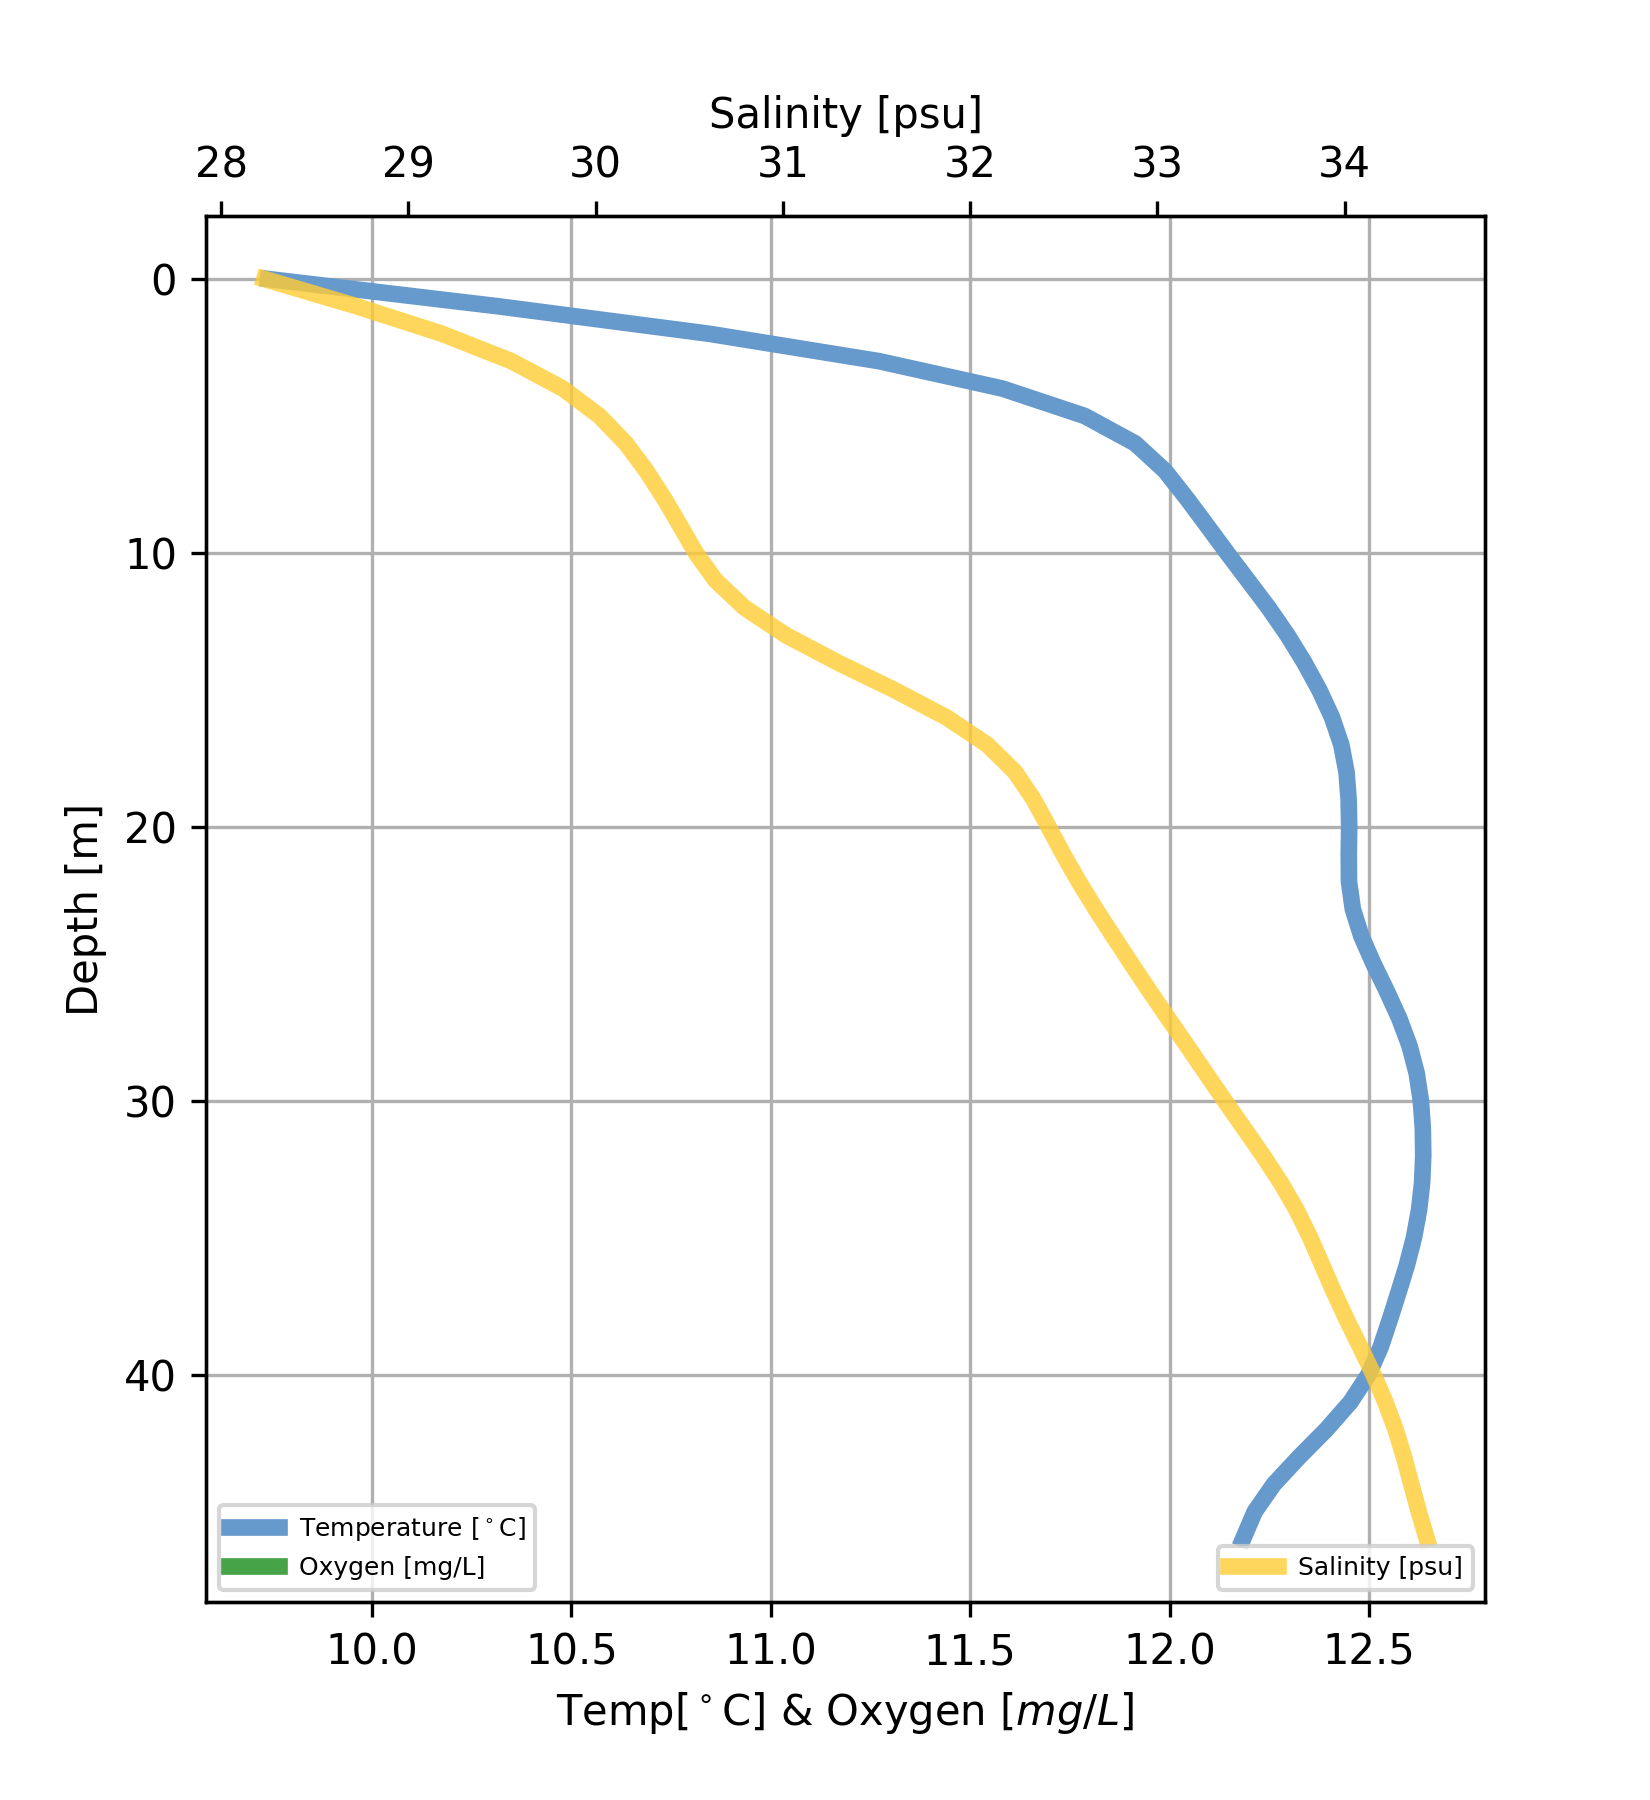 Salinity [psu]
28 29 30 31 32 33 34
0
10
20
30
40
Depth [m]
Temperature [°C]
Oxygen [mg/L]
Salinity [psu]
10.0 10.5 11.0 11.5 12.0 12.5
Temp[°C] & Oxygen [mg/L]